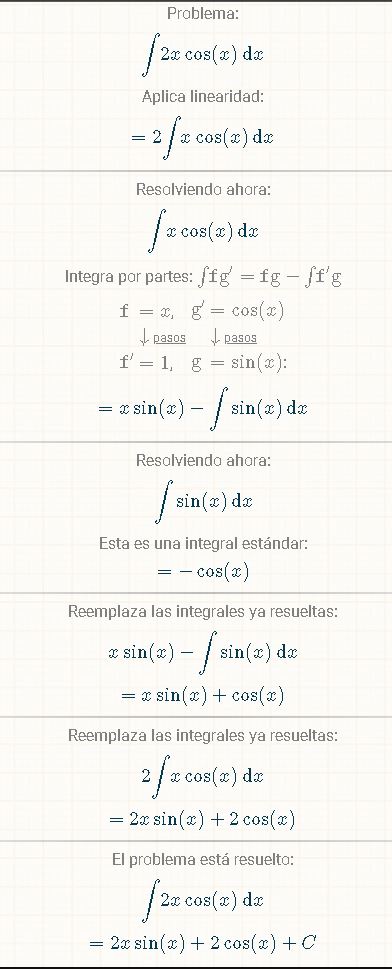 Problema:
∫ 2x cos(x) dx
Aplica linearidad:
= 2 ∫ x cos(x) dx
Resolviendo ahora:
∫ x cos(x) dx
Integra por partes: ∫fg′ = fg − ∫f′g
f = x, g′ = cos(x)
↓ pasos ↓ pasos
f′ = 1, g = sin(x):
= x sin(x) − ∫ sin(x) dx
Resolviendo ahora:
∫ sin(x) dx
Esta es una integral estándar:
= − cos(x)
Reemplaza las integrales ya resueltas:
x sin(x) − ∫ sin(x) dx
= x sin(x) + cos(x)
Reemplaza las integrales ya resueltas:
2 ∫ x cos(x) dx
= 2x sin(x) + 2 cos(x)
El problema está resuelto:
∫ 2x cos(x) dx
= 2x sin(x) + 2 cos(x) + C